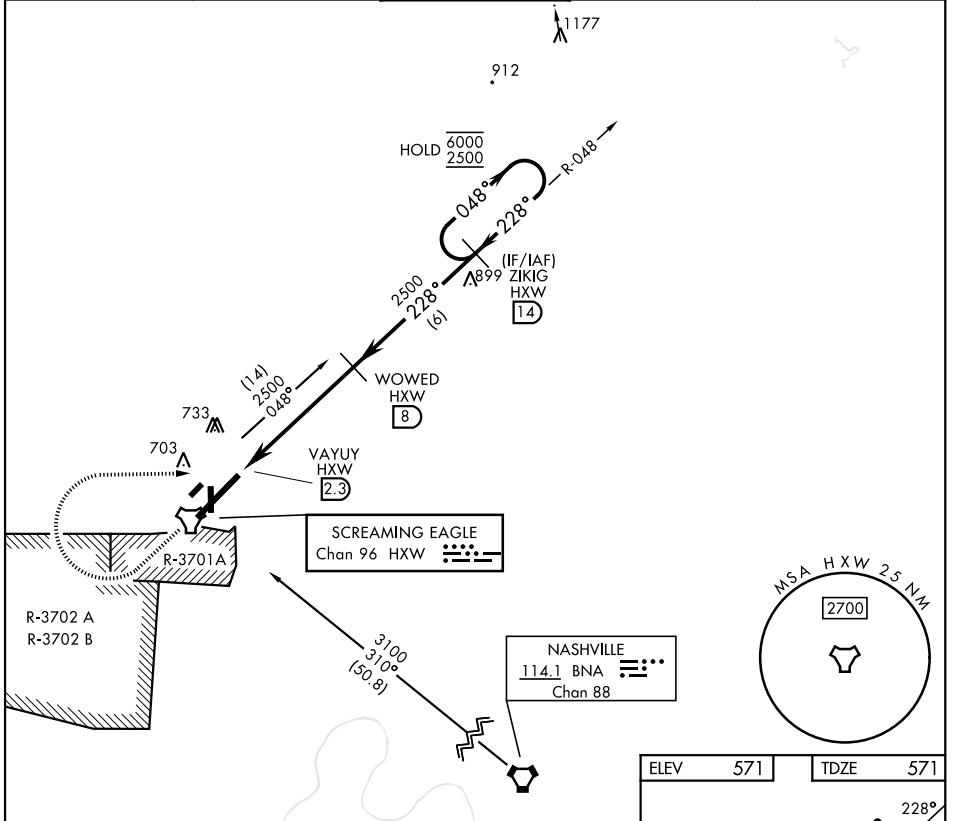 1177
912
HOLD 6000
2500
R-048
048°
228°
(IF/IAF)
899 ZIKIG
HXW
14
2500
228°
(6)
WOWED
HXW
8
(14)
2500
048°
733
703
VAYUY
HXW
2.3
SCREAMING EAGLE
Chan 96 HXW
R-3701A
R-3702 A
R-3702 B
3100
310°
(50.8)
NASHVILLE
114.1 BNA
Chan 88
MSA HXW 25 NM
2700
ELEV 571
TDZE 571
228°